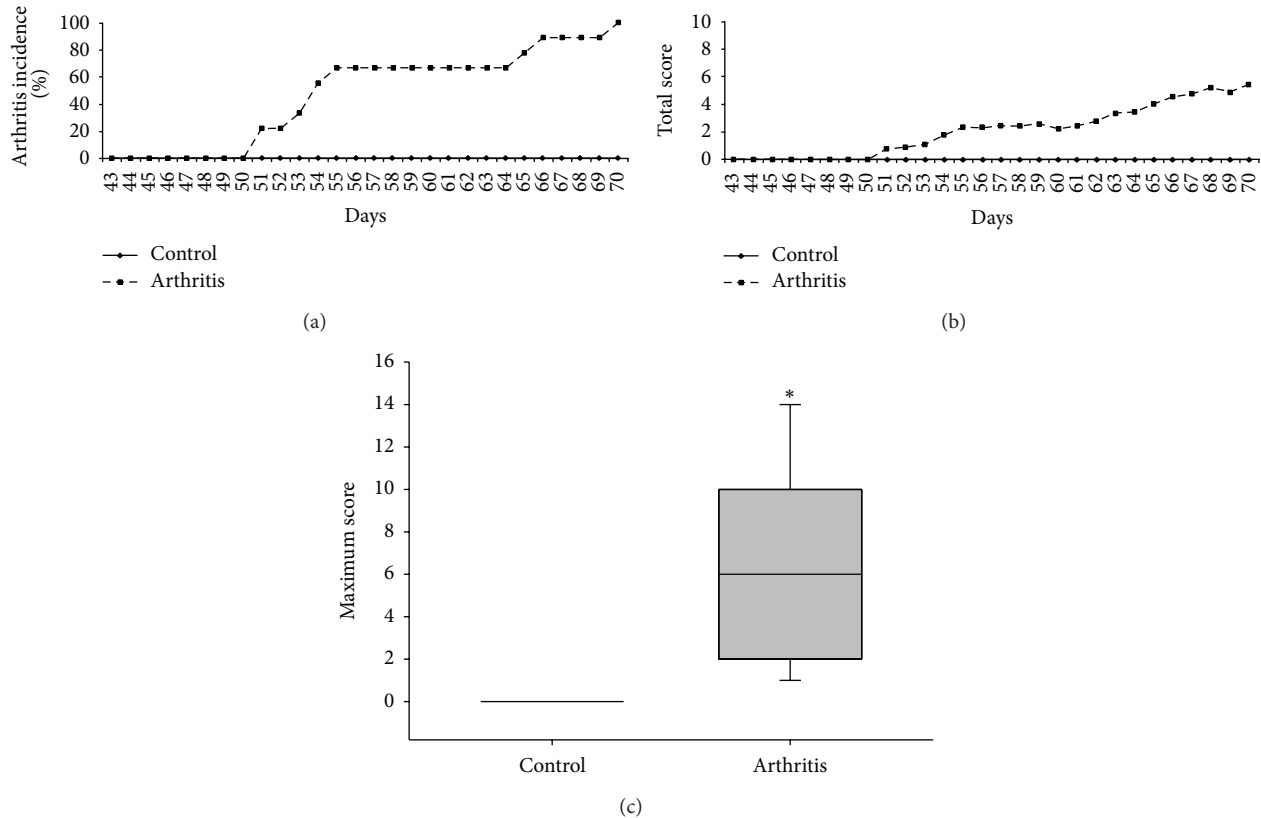 Arthritis incidence
(%)
100
80
60
40
20
0
43 44 45 46 47 48 49 50 51 52 53 54 55 56 57 58 59 60 61 62 63 64 65 66 67 68 69 70
Days
Control
Arthritis
(a)
Total score
10
8
6
4
2
0
43 44 45 46 47 48 49 50 51 52 53 54 55 56 57 58 59 60 61 62 63 64 65 66 67 68 69 70
Days
Control
Arthritis
(b)
Maximum score
16
14
12
10
8
6
4
2
0
*
Control Arthritis
(c)